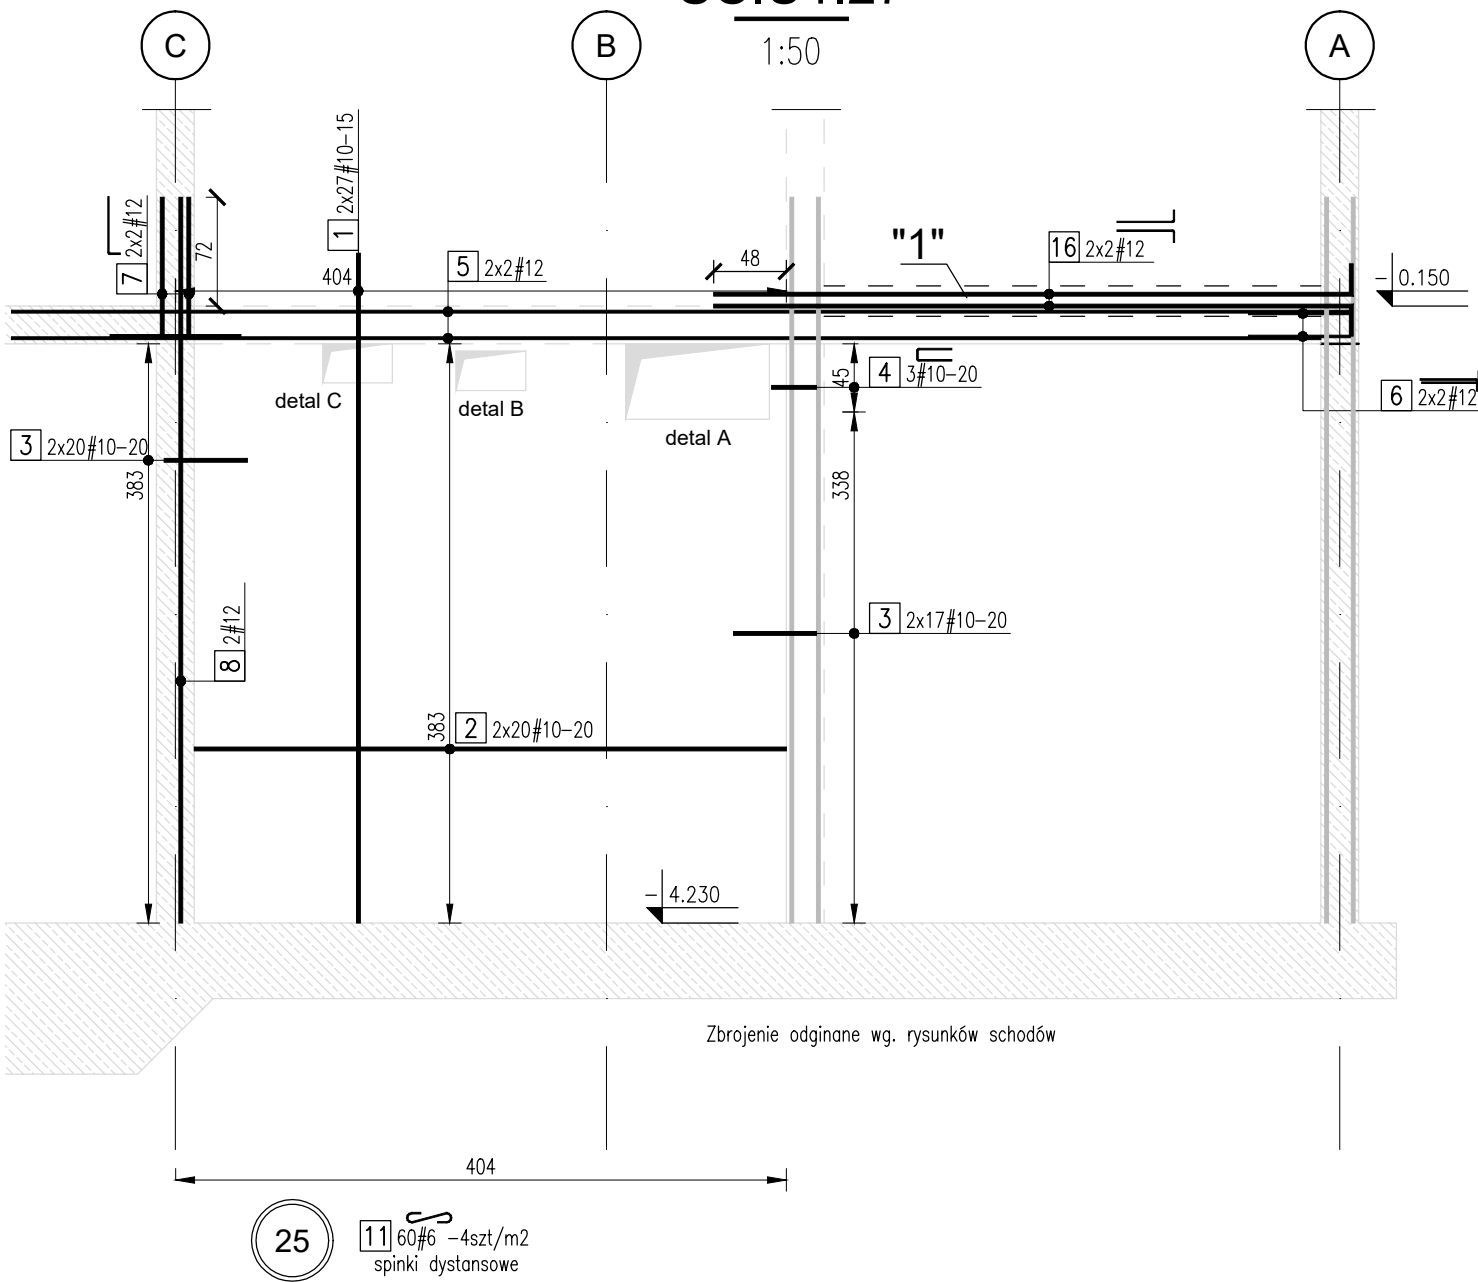 C
B
A
1:50
7 2x2#12
72
1 2x27#10-15
404
5 2x2#12
48
"1"
16 2x2#12
- 0.150
detal C
detal B
detal A
45
4 3#10-20
6 2x2#12
3 2x20#10-20
383
338
8 2#12
3 2x17#10-20
383
2 2x20#10-20
- 4.230
Zbrojenie odginane wg. rysunków schodów
404
25
11 60#6 -4szt/m2
spinki dystansowe